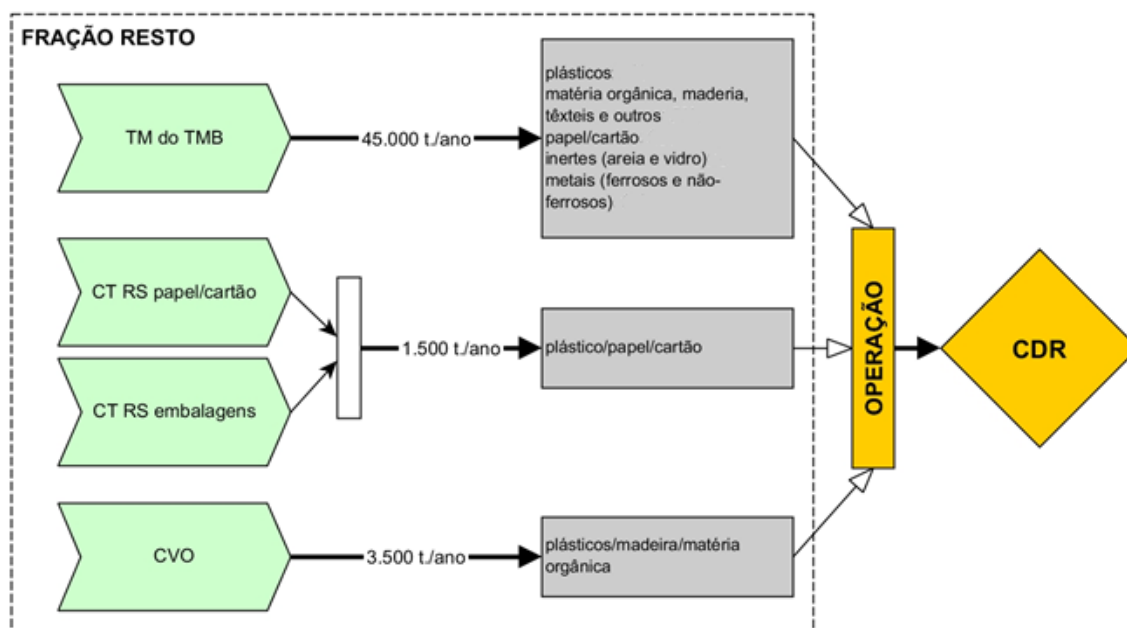 FRAÇÃO RESTO
TM do TMB
45.000 t./ano
plásticos
matéria orgânica, maderia,
têxteis e outros
papel/cartão
inertes (areia e vidro)
metais (ferrosos e não-
ferrosos)
CT RS papel/cartão
CT RS embalagens
1.500 t./ano
plástico/papel/cartão
CVO
3.500 t./ano
plásticos/madeira/matéria
orgânica
OPERAÇÃO
CDR